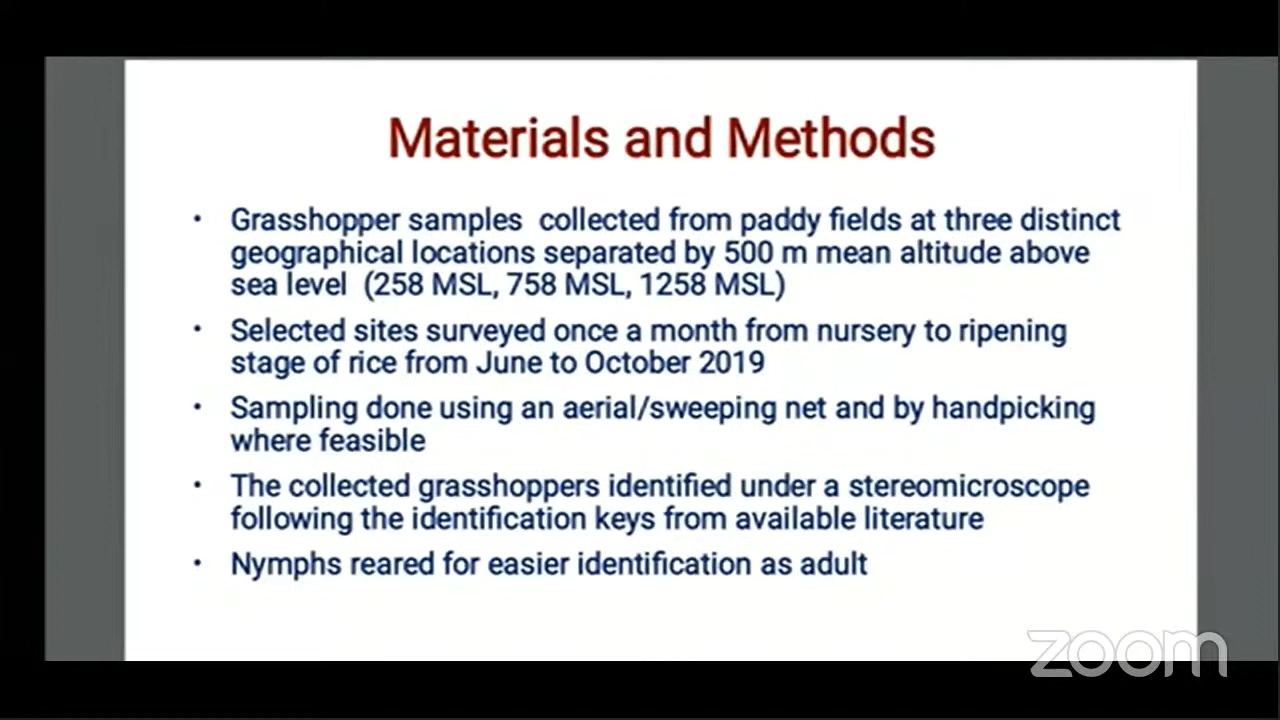 Materials and Methods
• Grasshopper samples  collected from paddy fields at three distinct
geographical locations separated by 500 m mean altitude above
sea level  (258 MSL, 758 MSL, 1258 MSL)
• Selected sites surveyed once a month from nursery to ripening
stage of rice from June to October 2019
• Sampling done using an aerial/sweeping net and by handpicking
where feasible
• The collected grasshoppers identified under a stereomicroscope
following the identification keys from available literature
• Nymphs reared for easier identification as adult
zoom